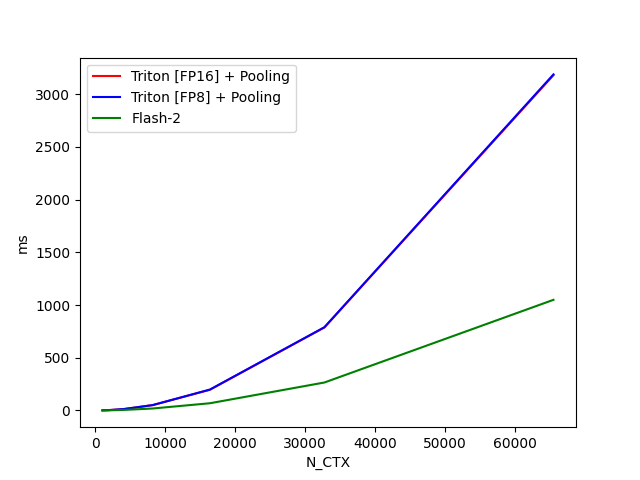 Triton [FP16] + Pooling
Triton [FP8] + Pooling
Flash-2
3000
2500
2000
1500
1000
500
0
ms
0 10000 20000 30000 40000 50000 60000
N_CTX